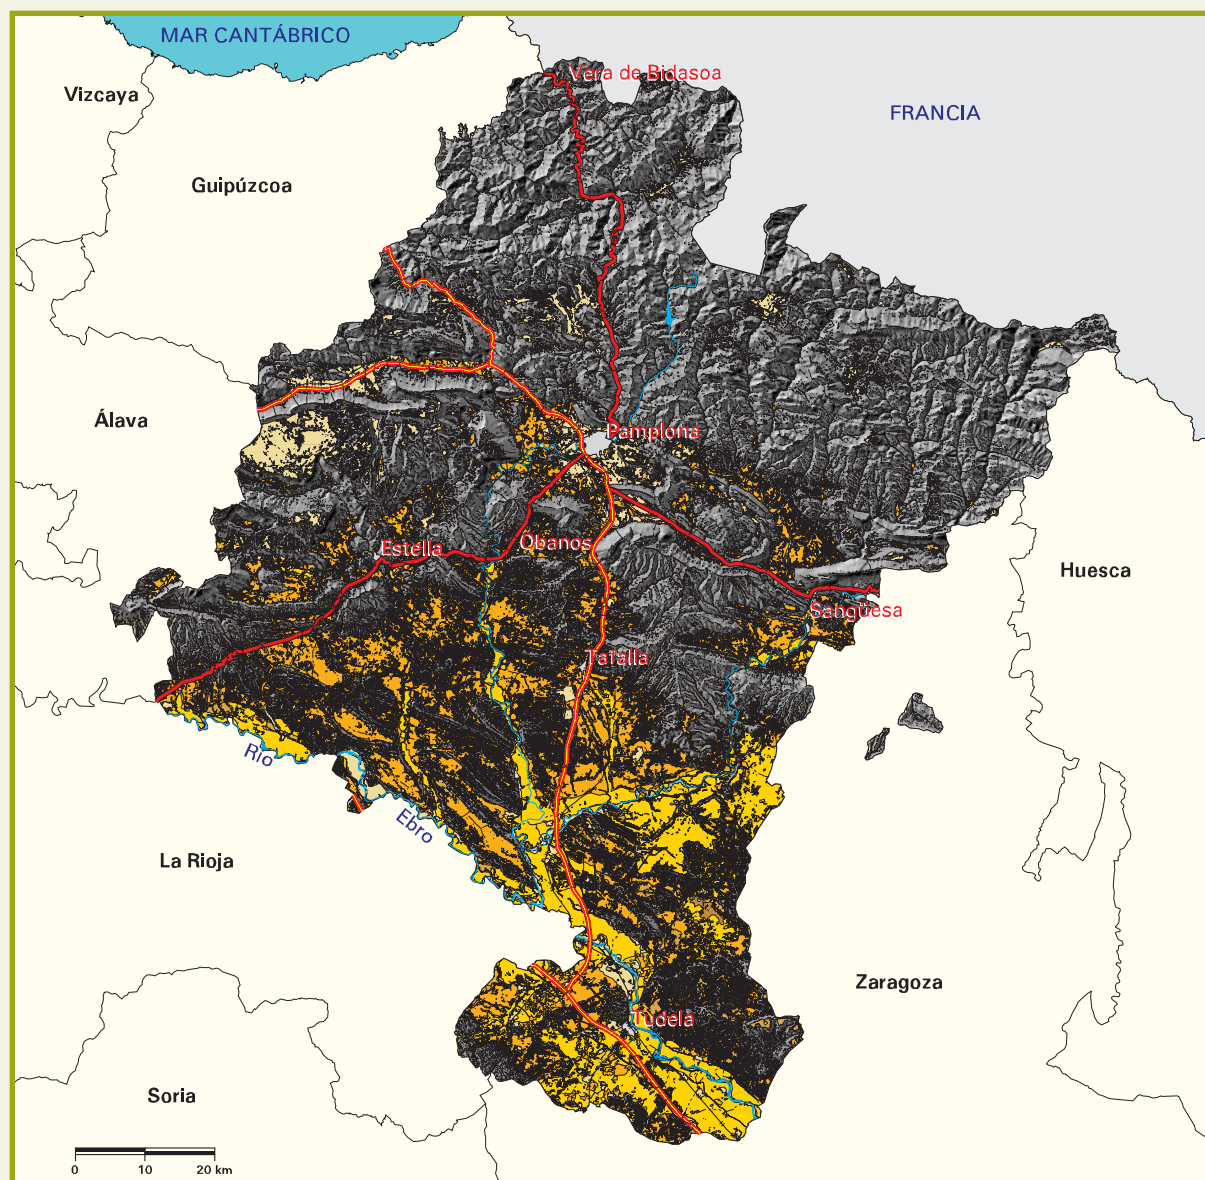 MAR CANTÁBRICO
Vera de Bidasoa
Vizcaya
FRANCIA
Guipúzcoa
Álava
Pamplona
Estella
Obanos
Huesca
Sangüesa
Tafalla
Río
Ebro
La Rioja
Zaragoza
Tudela
Soria
0 10 20 km